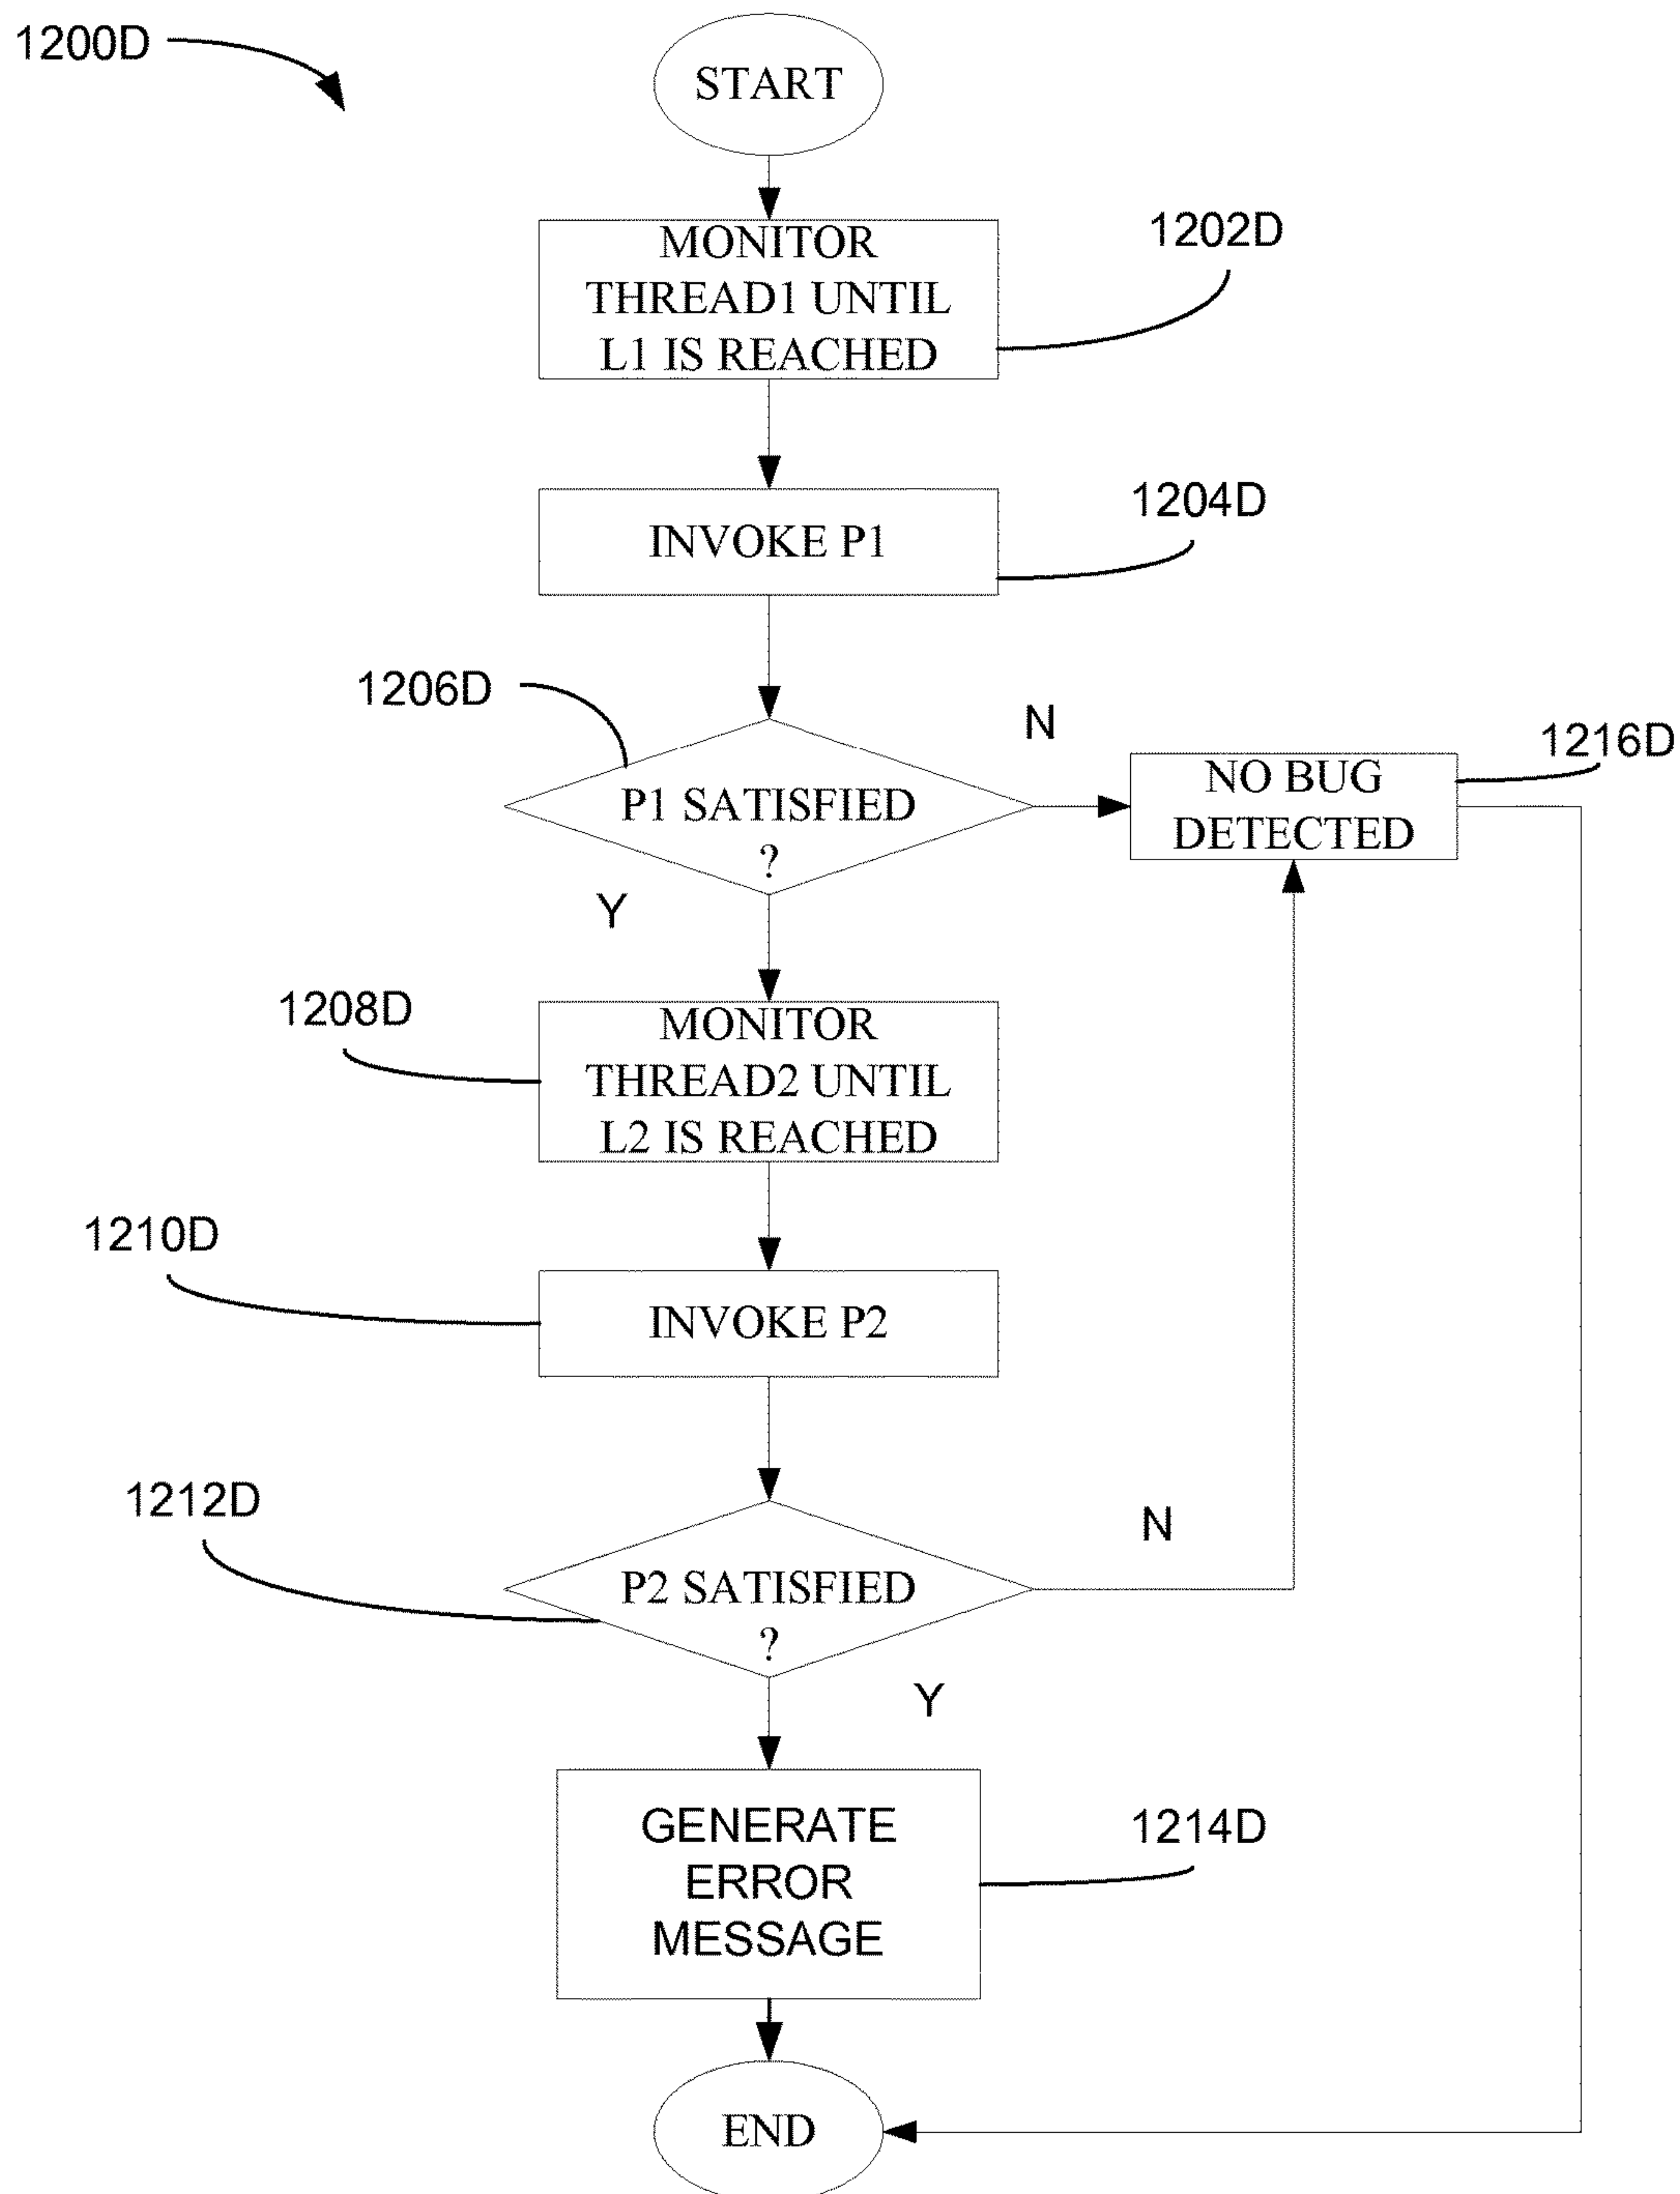 1200D
START
MONITOR
THREAD1 UNTIL
L1 IS REACHED
1202D
INVOKE P1
1204D
1206D
P1 SATISFIED
?
N
Y
NO BUG
DETECTED
1216D
MONITOR
THREAD2 UNTIL
L2 IS REACHED
1208D
INVOKE P2
1210D
1212D
P2 SATISFIED
?
N
Y
GENERATE
ERROR
MESSAGE
1214D
END